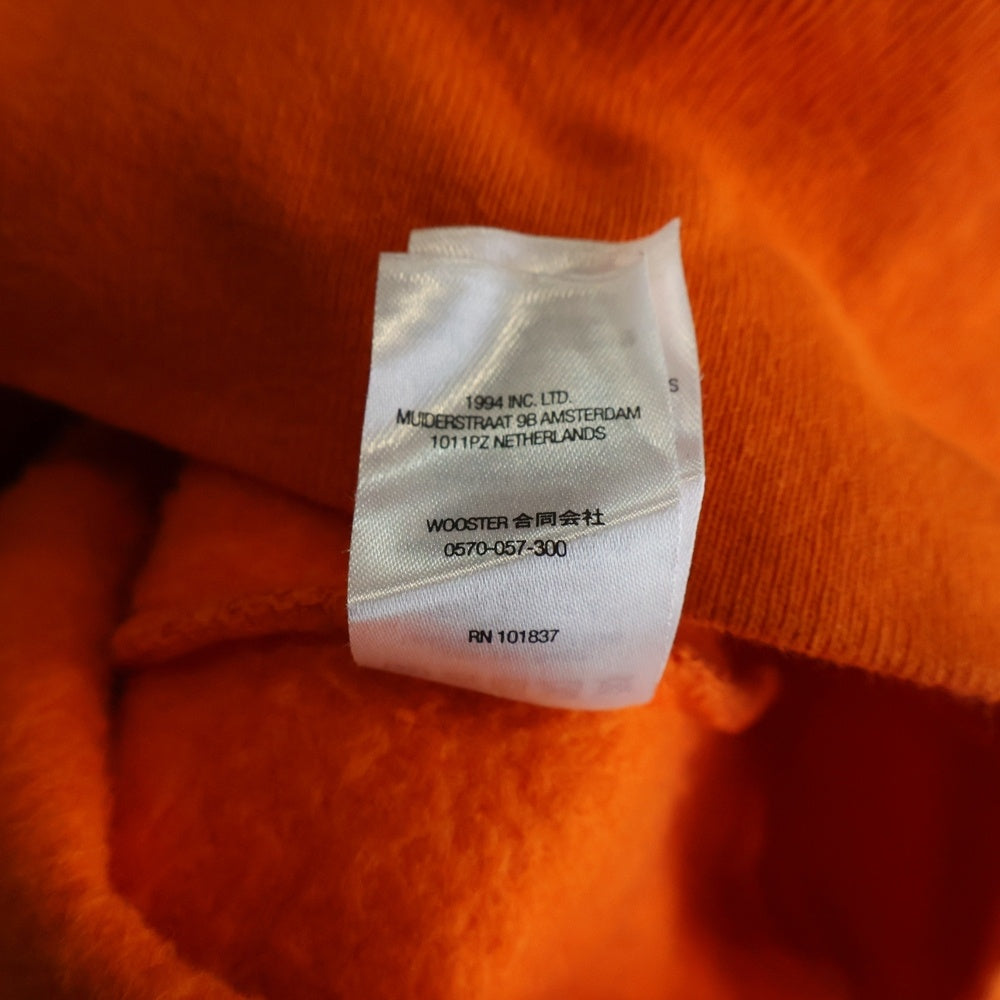 1994 INC. LTD.
MUIDERSTRAAT 9B AMSTERDAM
1011PZ NETHERLANDS
WOOSTER 合同会社
0570-057-300
RN 101837
S